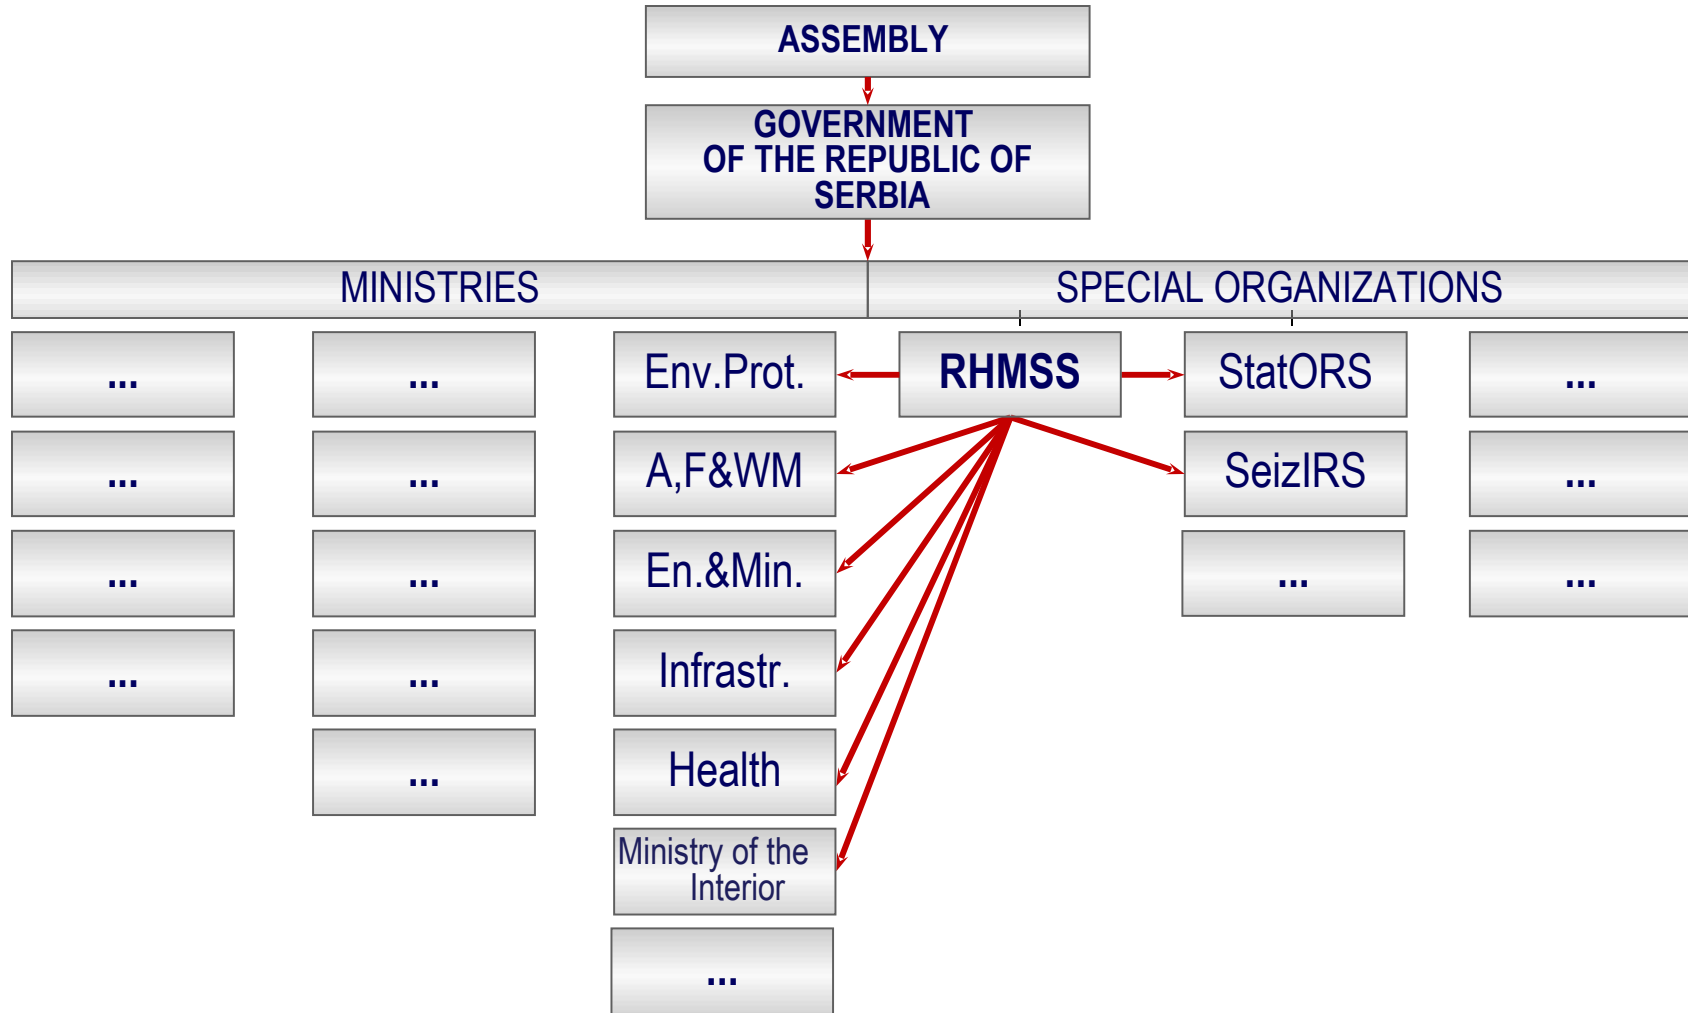 ASSEMBLY
GOVERNMENT
OF THE REPUBLIC OF
SERBIA
MINISTRIES
SPECIAL ORGANIZATIONS
...
...
Env.Prot.
RHMSS
StatORS
...
...
...
A,F&WM
SeizIRS
...
...
...
En.&Min.
...
...
...
...
Infrastr.
...
Health
Ministry of the
Interior
...